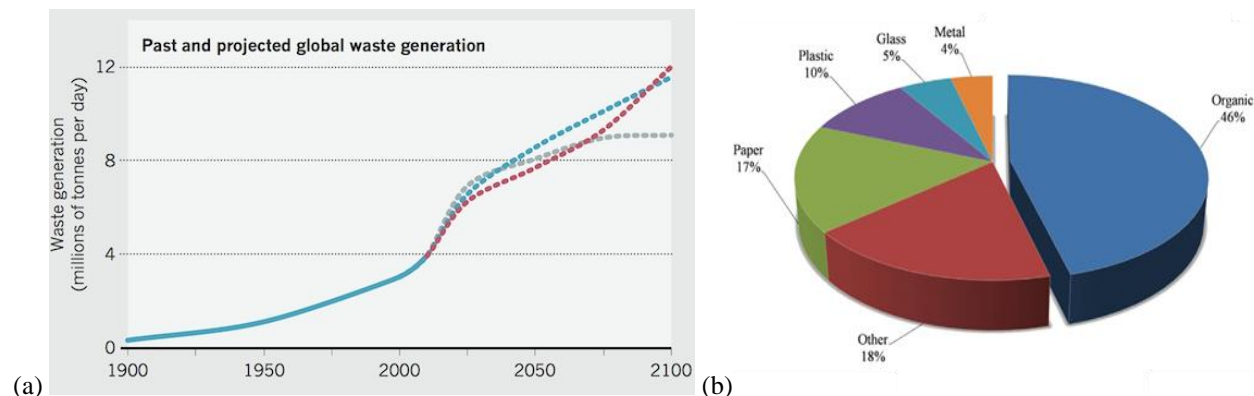 Past and projected global waste generation
Waste generation
(millions of tonnes per day)
12
8
4
0
1900
1950
2000
2050
2100
(a)
Metal
4%
Glass
5%
Plastic
10%
Organic
46%
Paper
17%
Other
18%
(b)